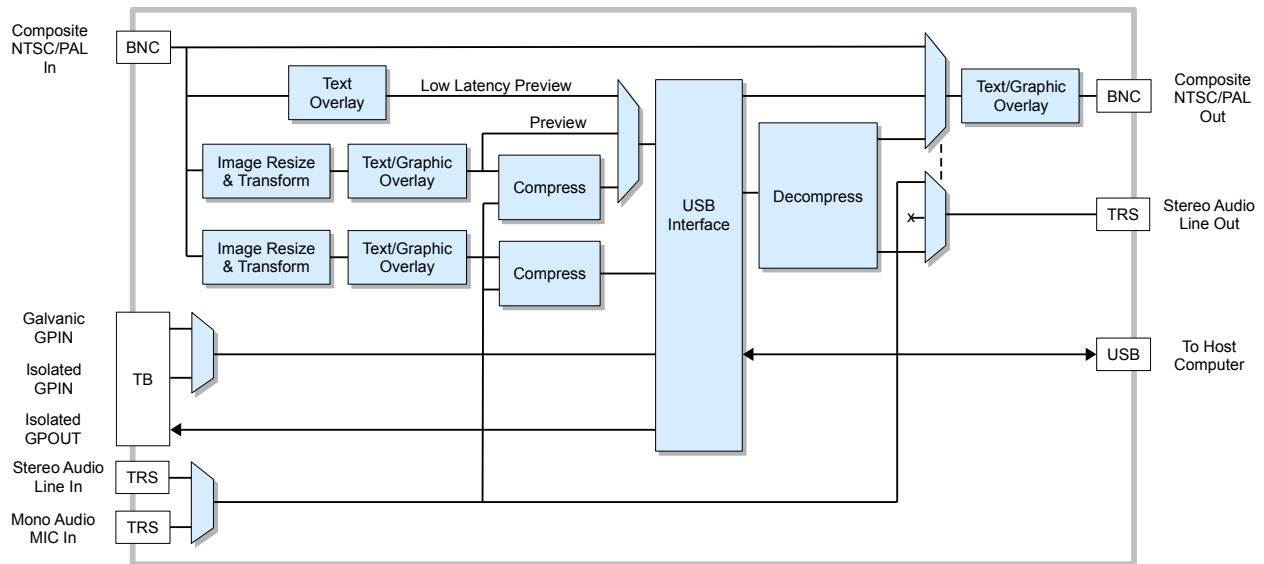 Composite
NTSC/PAL
In
BNC
Text
Overlay
Low Latency Preview
Preview
Image Resize
& Transform
Text/Graphic
Overlay
Compress
Image Resize
& Transform
Text/Graphic
Overlay
Compress
USB
Interface
Decompress
Text/Graphic
Overlay
BNC
Composite
NTSC/PAL
Out
x
TRS
Stereo Audio
Line Out
Galvanic
GPIN
Isolated
GPIN
Isolated
GPOUT
TB
USB
To Host
Computer
Stereo Audio
Line In
TRS
Mono Audio
MIC In
TRS